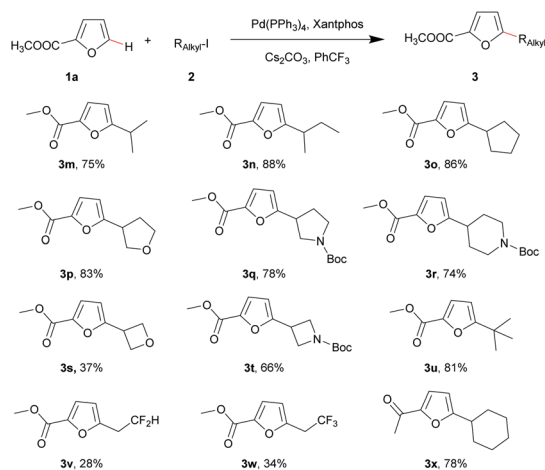 H₃COOC O H + R_Alkyl-I Pd(PPh₃)₄, Xantphos Cs₂CO₃, PhCF₃ H₃COOC O R_Alkyl
1a 2 3
O O O
3m, 75%
O O O
3n, 88%
O O O
3o, 86%
O O O O
3p, 83%
O O O N Boc
3q, 78%
O O O N Boc
3r, 74%
O O O O
3s, 37%
O O O N Boc
3t, 66%
O O O
3u, 81%
O O O CF₂H
3v, 28%
O O O CF₃
3w, 34%
O O
3x, 78%